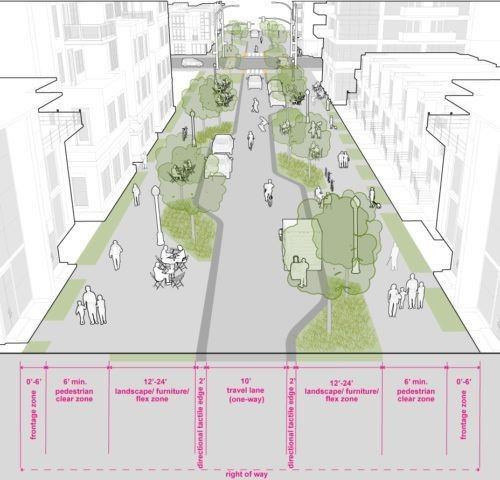 0'-6'
frontage zone
6' min.
pedestrian
clear zone
12'-24'
landscape/ furniture/
flex zone
2'
directional tactile edge
10'
travel lane
(one-way)
2'
directional tactile edge
12'-24'
landscape/ furniture/
flex zone
6' min.
pedestrian
clear zone
0'-6'
frontage zone
right of way